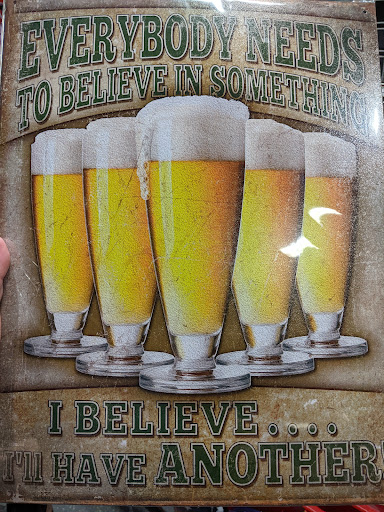 EVERYBODY NEEDS
TO BELIEVE IN SOMETHING
I BELIEVE....
I'll HAVE ANOTHER!